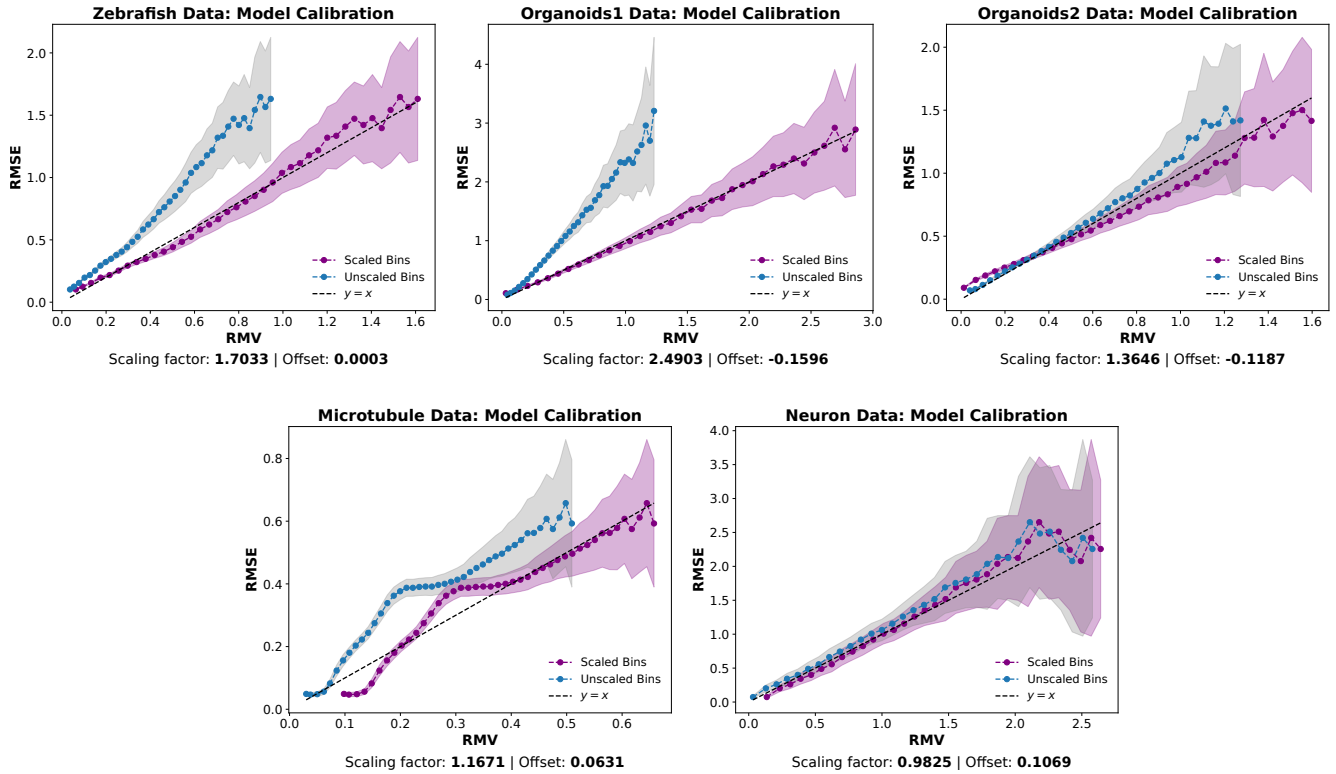 Zebrafish Data: Model Calibration
RMSE
2.0
1.5
1.0
0.5
0.0
Scaled Bins
Unscaled Bins
y = x
0.0 0.2 0.4 0.6 0.8 1.0 1.2 1.4 1.6
RMV
Scaling factor: 1.7033 | Offset: 0.0003
Organoids1 Data: Model Calibration
RMSE
4
3
2
1
0
Scaled Bins
Unscaled Bins
y = x
0.0 0.5 1.0 1.5 2.0 2.5 3.0
RMV
Scaling factor: 2.4903 | Offset: -0.1596
Organoids2 Data: Model Calibration
RMSE
2.0
1.5
1.0
0.5
0.0
Scaled Bins
Unscaled Bins
y = x
0.0 0.2 0.4 0.6 0.8 1.0 1.2 1.4 1.6
RMV
Scaling factor: 1.3646 | Offset: -0.1187
Microtubule Data: Model Calibration
RMSE
0.8
0.6
0.4
0.2
0.0
Scaled Bins
Unscaled Bins
y = x
0.0 0.1 0.2 0.3 0.4 0.5 0.6
RMV
Scaling factor: 1.1671 | Offset: 0.0631
Neuron Data: Model Calibration
RMSE
4.0
3.5
3.0
2.5
2.0
1.5
1.0
0.5
0.0
Scaled Bins
Unscaled Bins
y = x
0.0 0.5 1.0 1.5 2.0 2.5
RMV
Scaling factor: 0.9825 | Offset: 0.1069